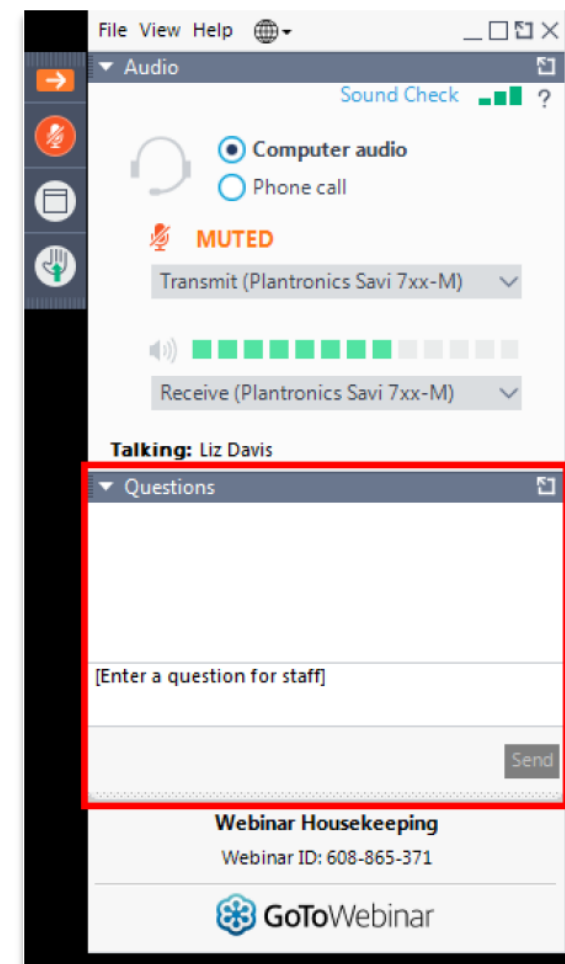 File View Help
Audio
Sound Check ?
Computer audio
Phone call
MUTED
Transmit (Plantronics Savi 7xx-M)
Receive (Plantronics Savi 7xx-M)
Talking: Liz Davis
Questions
[Enter a question for staff]
Send
Webinar Housekeeping
Webinar ID: 608-865-371
GoToWebinar